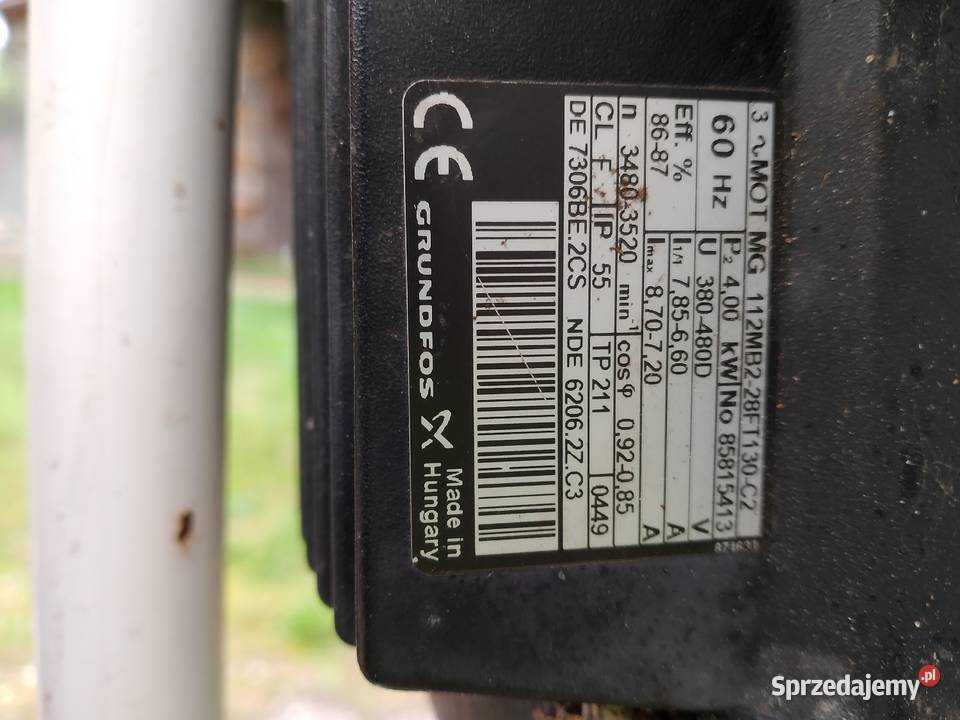 3 ~MOT MG 112MB2-28FT130-C2
60 Hz P2 4,00 kW No 85815413
U 380-480D V
Eff. % I1/1 7,85-6,60 A
86-87 Imax 8,70-7,20 A
n 3480-3520 min-1 cosφ 0,92-0,85
CL F IP 55 TP 211 0449
DE 7306BE.2CS NDE 6206.2Z.C3
CE GRUNDFOS Made in
Hungary
Sprzedajemy.pl